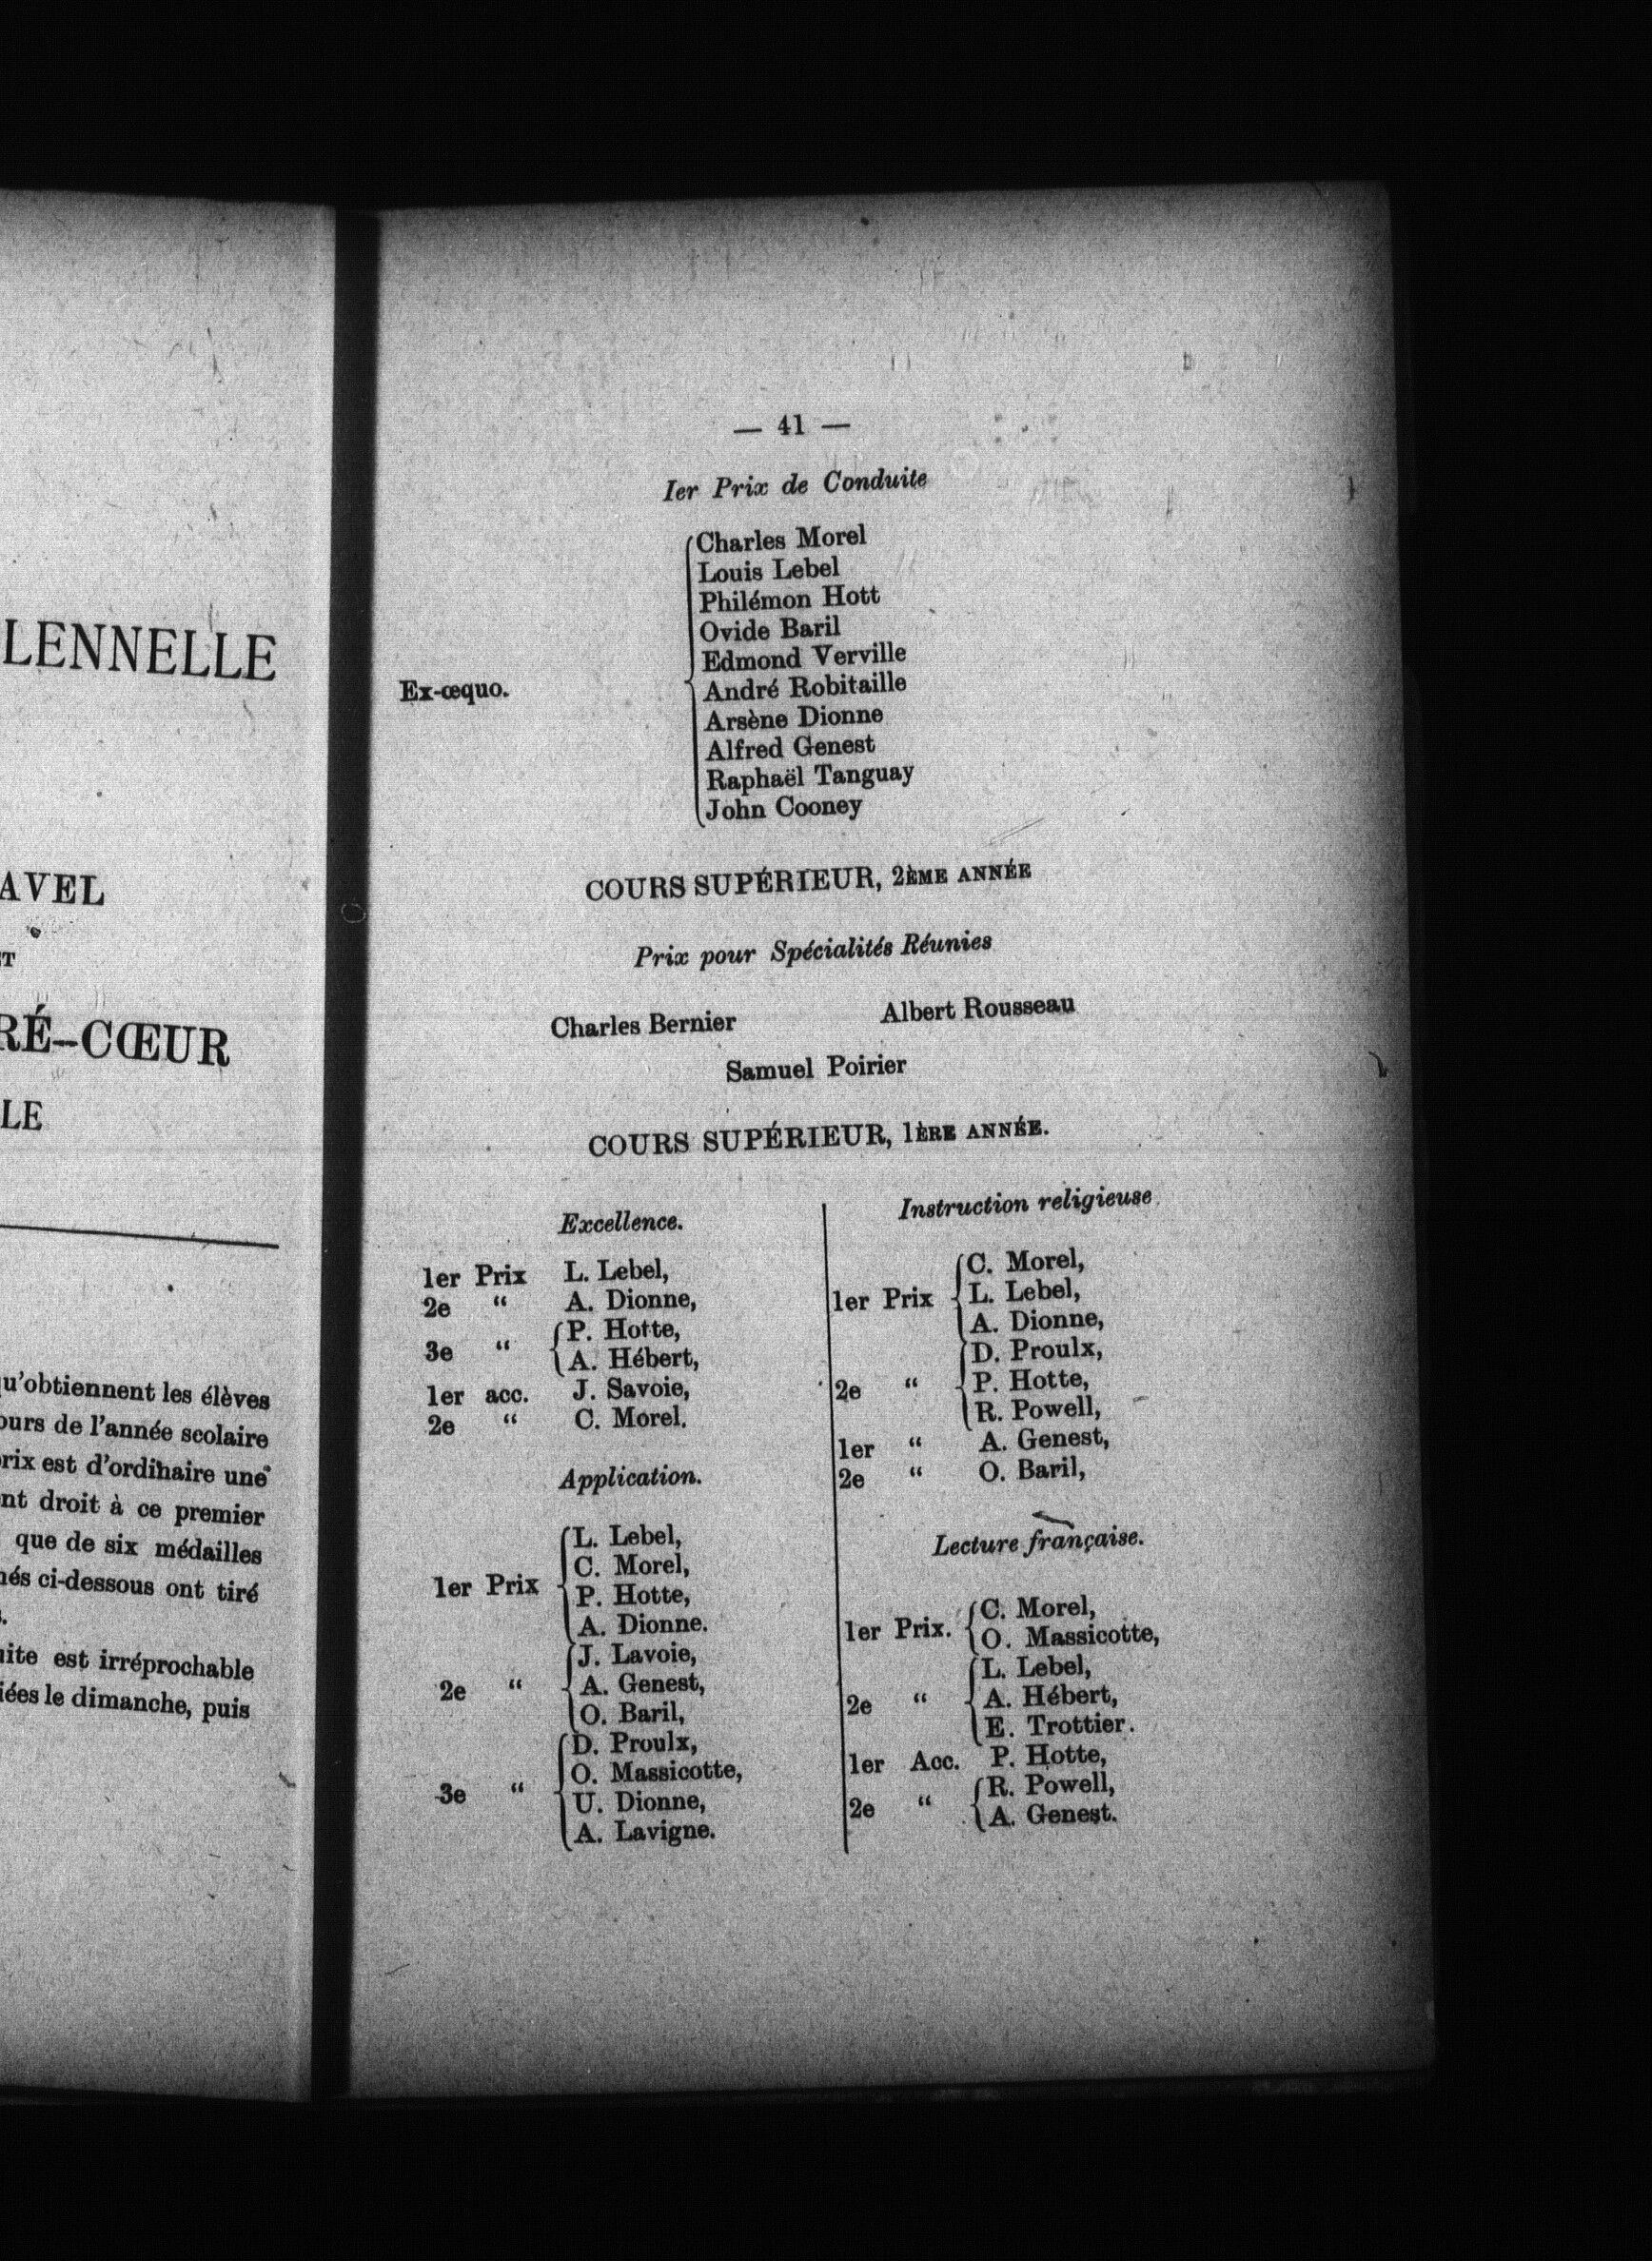 LENNELLE
AVEL
ET
RÉ–CŒUR
LE
qu'obtiennent les élèves
ours de l'année scolaire
rix est d'ordinaire une
nt droit à ce premier
que de six médailles
nés ci-dessous ont tiré
ite est irréprochable
iées le dimanche, puis
— 41 —
Ier Prix de Conduite
Ex-œquo.
Charles Morel
Louis Lebel
Philémon Hott
Ovide Baril
Edmond Verville
André Robitaille
Arsène Dionne
Alfred Genest
Raphaël Tanguay
John Cooney
COURS SUPÉRIEUR, 2ÈME ANNÉE
Prix pour Spécialités Réunies
Charles Bernier Albert Rousseau
Samuel Poirier
COURS SUPÉRIEUR, 1ÈRE ANNÉE.
Excellence.
1er Prix L. Lebel,
2e “ A. Dionne,
3e “ P. Hotte,
A. Hébert,
1er acc. J. Savoie,
2e “ C. Morel.
Application.
1er Prix L. Lebel,
C. Morel,
P. Hotte,
A. Dionne.
2e “ J. Lavoie,
A. Genest,
O. Baril,
3e “ D. Proulx,
O. Massicotte,
U. Dionne,
A. Lavigne.
Instruction religieuse
1er Prix C. Morel,
L. Lebel,
A. Dionne,
2e “ D. Proulx,
P. Hotte,
R. Powell,
1er “ A. Genest,
2e “ O. Baril,
Lecture française.
1er Prix. C. Morel,
O. Massicotte,
2e “ L. Lebel,
A. Hébert,
E. Trottier.
1er Acc. P. Hotte,
2e “ R. Powell,
A. Genest.